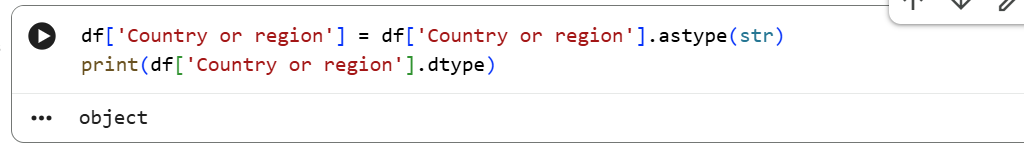 df['Country or region'] = df['Country or region'].astype(str)
print(df['Country or region'].dtype)
object